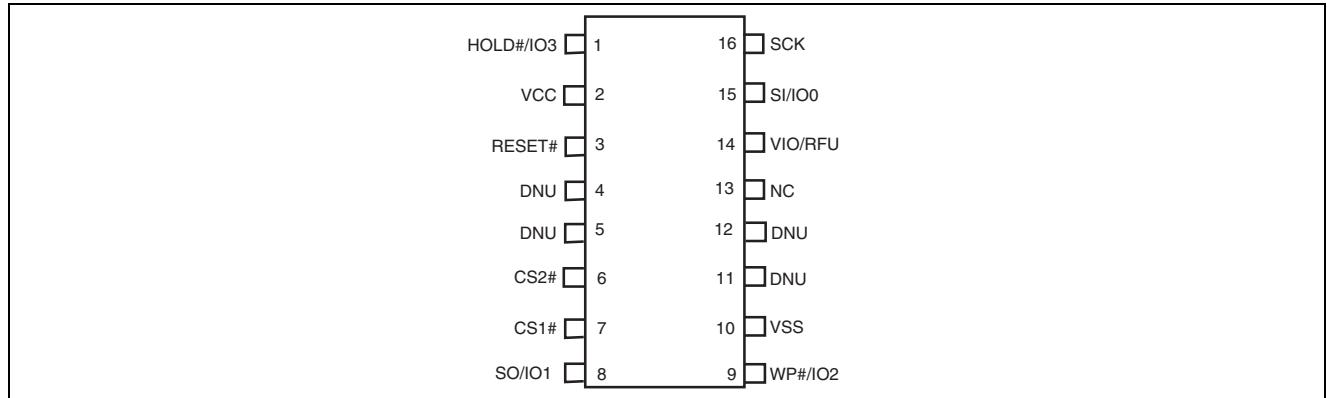 HOLD#/IO3 1 16 SCK
VCC 2 15 SI/IO0
RESET# 3 14 VIO/RFU
DNU 4 13 NC
DNU 5 12 DNU
CS2# 6 11 DNU
CS1# 7 10 VSS
SO/IO1 8 9 WP#/IO2